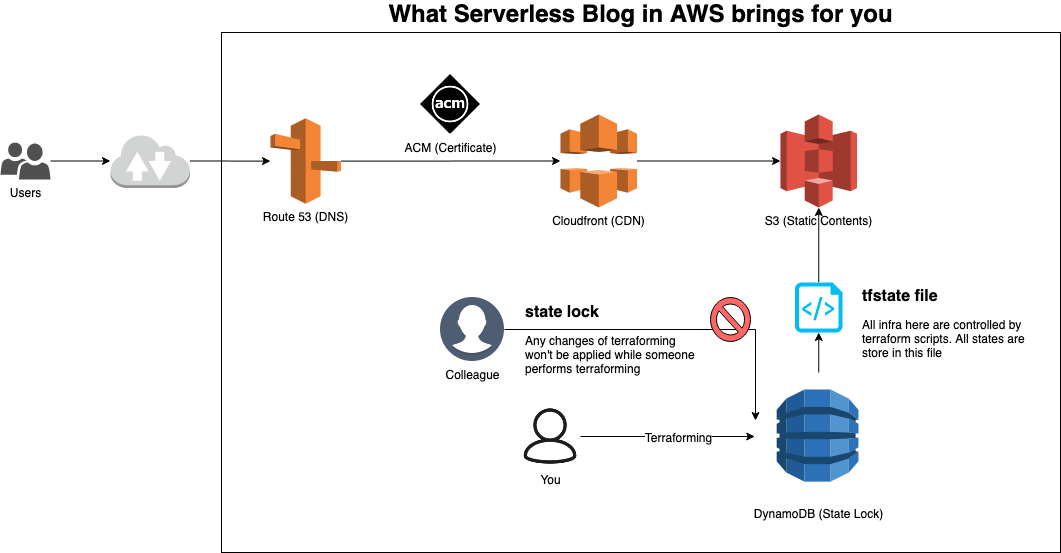 What Serverless Blog in AWS brings for you
acm
ACM (Certificate)
Users
Route 53 (DNS)
Cloudfront (CDN)
S3 (Static Contents)
</>
tfstate file
All infra here are controlled by
terraform scripts. All states are
store in this file
state lock
Any changes of terraforming
won't be applied while someone
performs terraforming
Colleague
Terraforming
You
DynamoDB (State Lock)